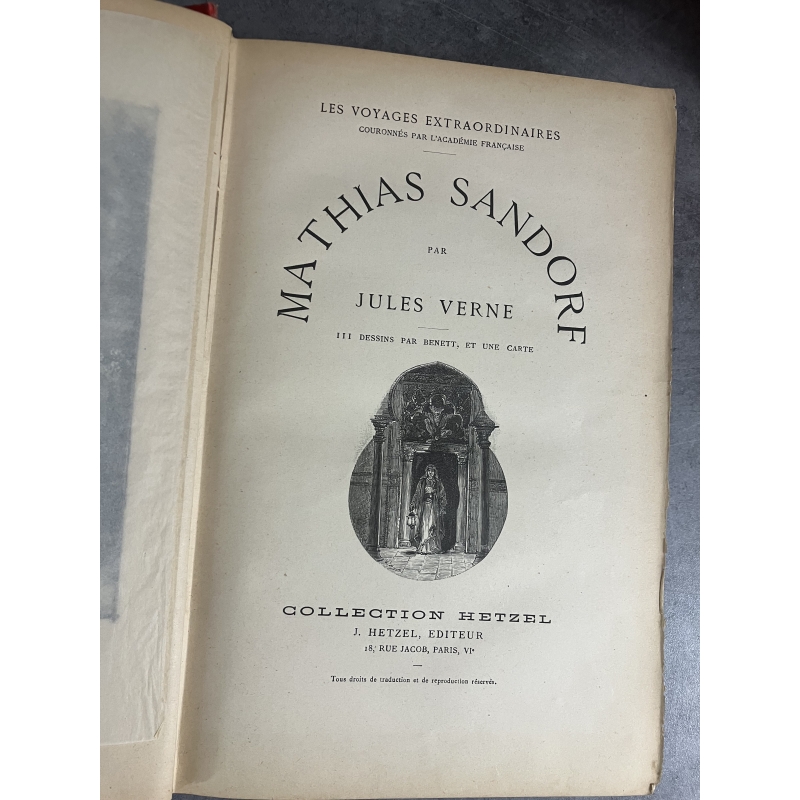 LES VOYAGES EXTRAORDINAIRES
COURONNÉS PAR L'ACADÉMIE FRANÇAISE
MATHIAS SANDORF
PAR
JULES VERNE
111 DESSINS PAR BENETT, ET UNE CARTE
COLLECTION HETZEL
J. HETZEL, EDITEUR
18, RUE JACOB, PARIS, VIe
Tous droits de traduction et de reproduction réservés.